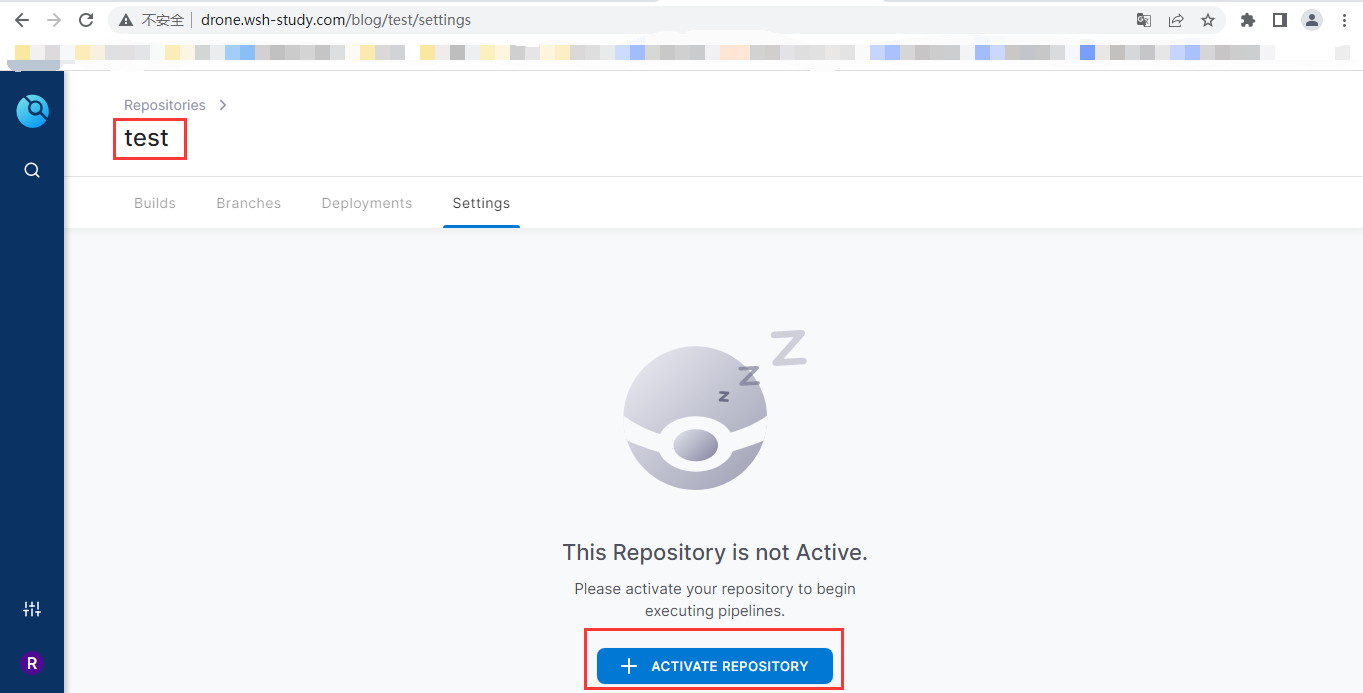 不安全 drone.wsh-study.com/blog/test/settings
Repositories
test
Builds Branches Deployments Settings
z z z
This Repository is not Active.
Please activate your repository to begin
executing pipelines.
ACTIVATE REPOSITORY
R